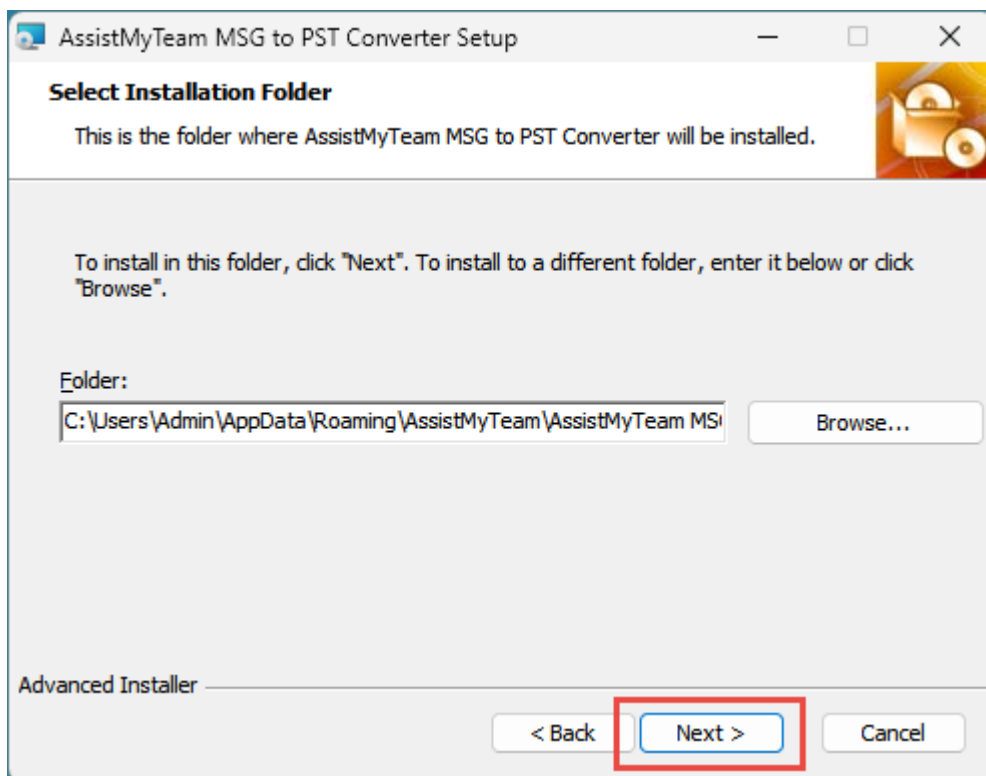 AssistMyTeam MSG to PST Converter Setup
Select Installation Folder
This is the folder where AssistMyTeam MSG to PST Converter will be installed.
To install in this folder, click "Next". To install to a different folder, enter it below or click
"Browse".
Folder:
C:\Users\Admin\AppData\Roaming\AssistMyTeam\AssistMyTeam MS
Browse...
Advanced Installer
< Back
Next >
Cancel